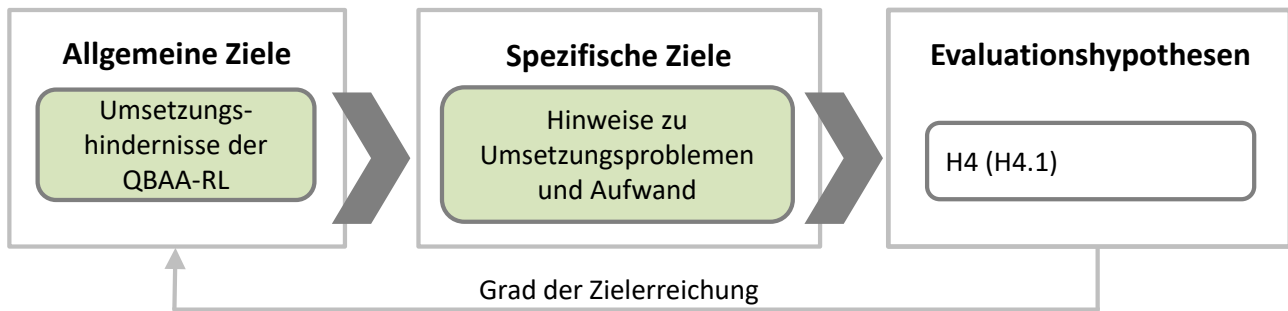 Allgemeine Ziele
Umsetzungs-
hindernisse der
QBAA-RL
Spezifische Ziele
Hinweise zu
Umsetzungsproblemen
und Aufwand
Evaluationshypothesen
H4 (H4.1)
Grad der Zielerreichung